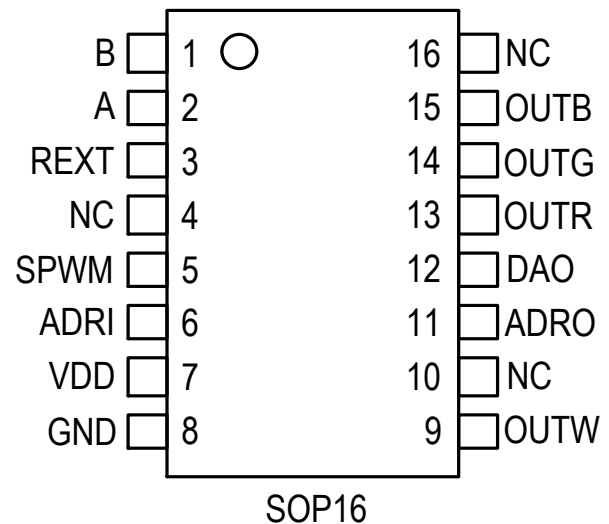 B 1 16 NC
A 2 15 OUTB
REXT 3 14 OUTG
NC 4 13 OUTR
SPWM 5 12 DAO
ADRI 6 11 ADRO
VDD 7 10 NC
GND 8 9 OUTW
SOP16